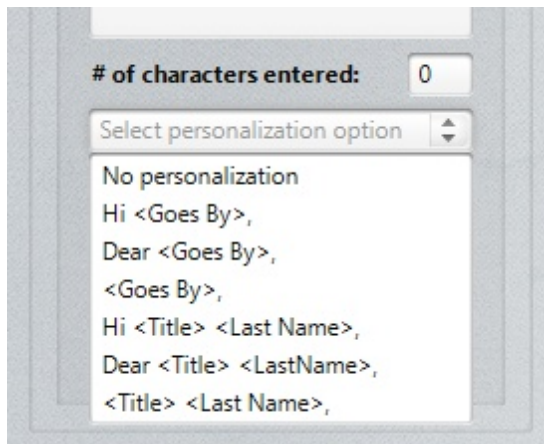 # of characters entered: 0
Select personalization option
No personalization
Hi <Goes By>,
Dear <Goes By>,
<Goes By>,
Hi <Title> <Last Name>,
Dear <Title> <LastName>,
<Title> <Last Name>,